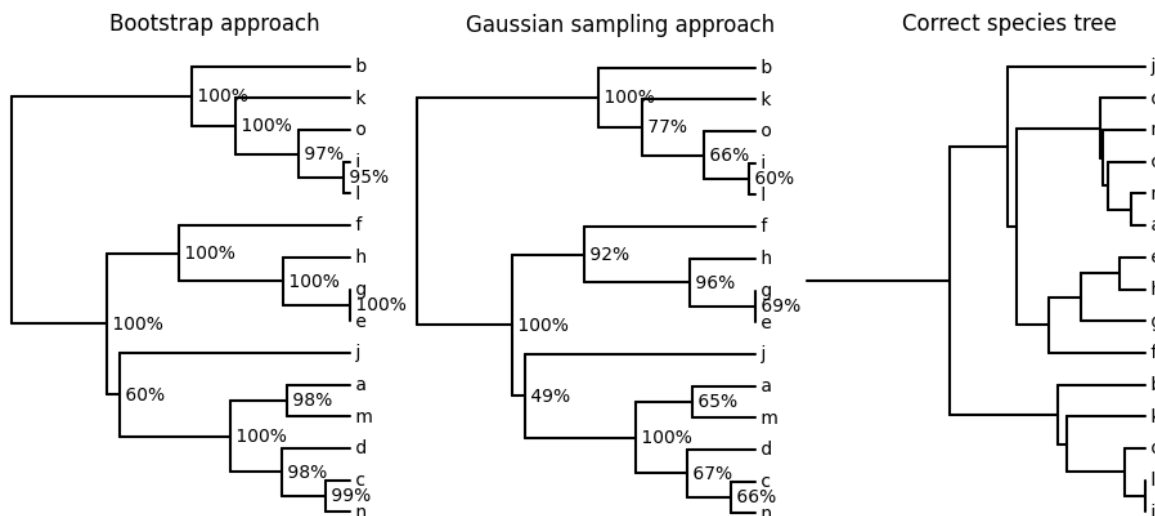 Bootstrap approach
b
100%
k
100%
o
97%
i
95%
l
f
100%
h
100%
g
100%
e
100%
j
60%
a
98%
m
100%
d
98%
c
99%
n
Gaussian sampling approach
b
100%
k
77%
o
66%
i
60%
l
f
92%
h
96%
g
69%
e
100%
j
49%
a
65%
m
100%
d
67%
c
66%
n
Correct species tree
j
a
e
h
g
f
b
k
l
i